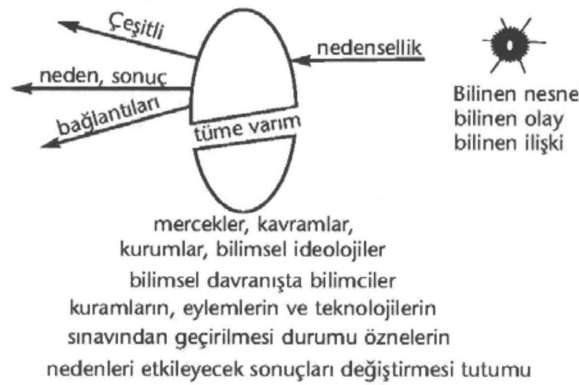 Çeşitli
neden, sonuç
bağlantıları
nedensellik
tüme varım
Bilinen nesne
bilinen olay
bilinen ilişki
mercekler, kavramlar,
kurumlar, bilimsel ideolojiler
bilimsel davranışta bilimciler
kuramların, eylemlerin ve teknolojilerin
sınavından geçirilmesi durumu öznelerin
nedenleri etkileyecek sonuçları değiştirmesi tutumu